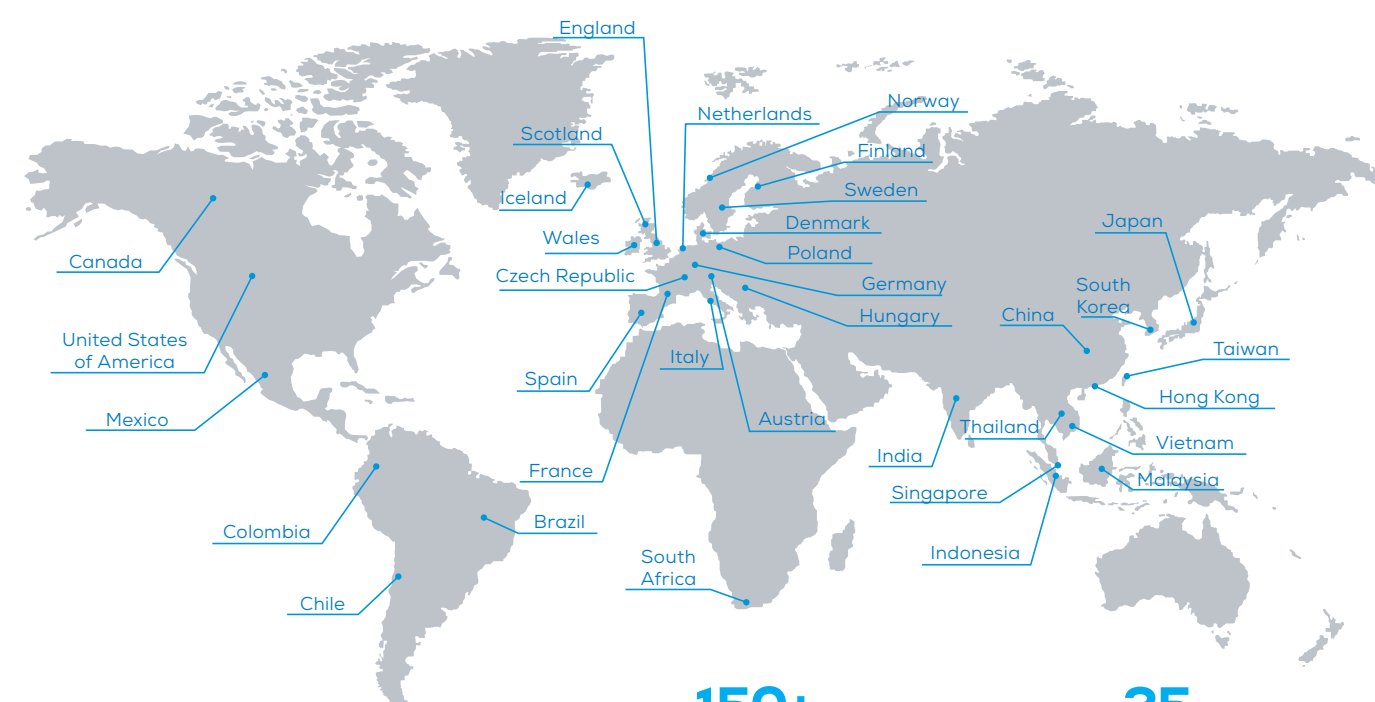 England
Norway
Netherlands
Scotland
Finland
Sweden
Iceland
Denmark
Japan
Wales
Poland
Canada
Czech Republic
Germany
South
Korea
China
Hungary
United States
of America
Italy
Taiwan
Spain
Hong Kong
Mexico
Austria
Thailand
Vietnam
India
France
Malaysia
Singapore
Brazil
Colombia
Indonesia
South
Africa
Chile
150+